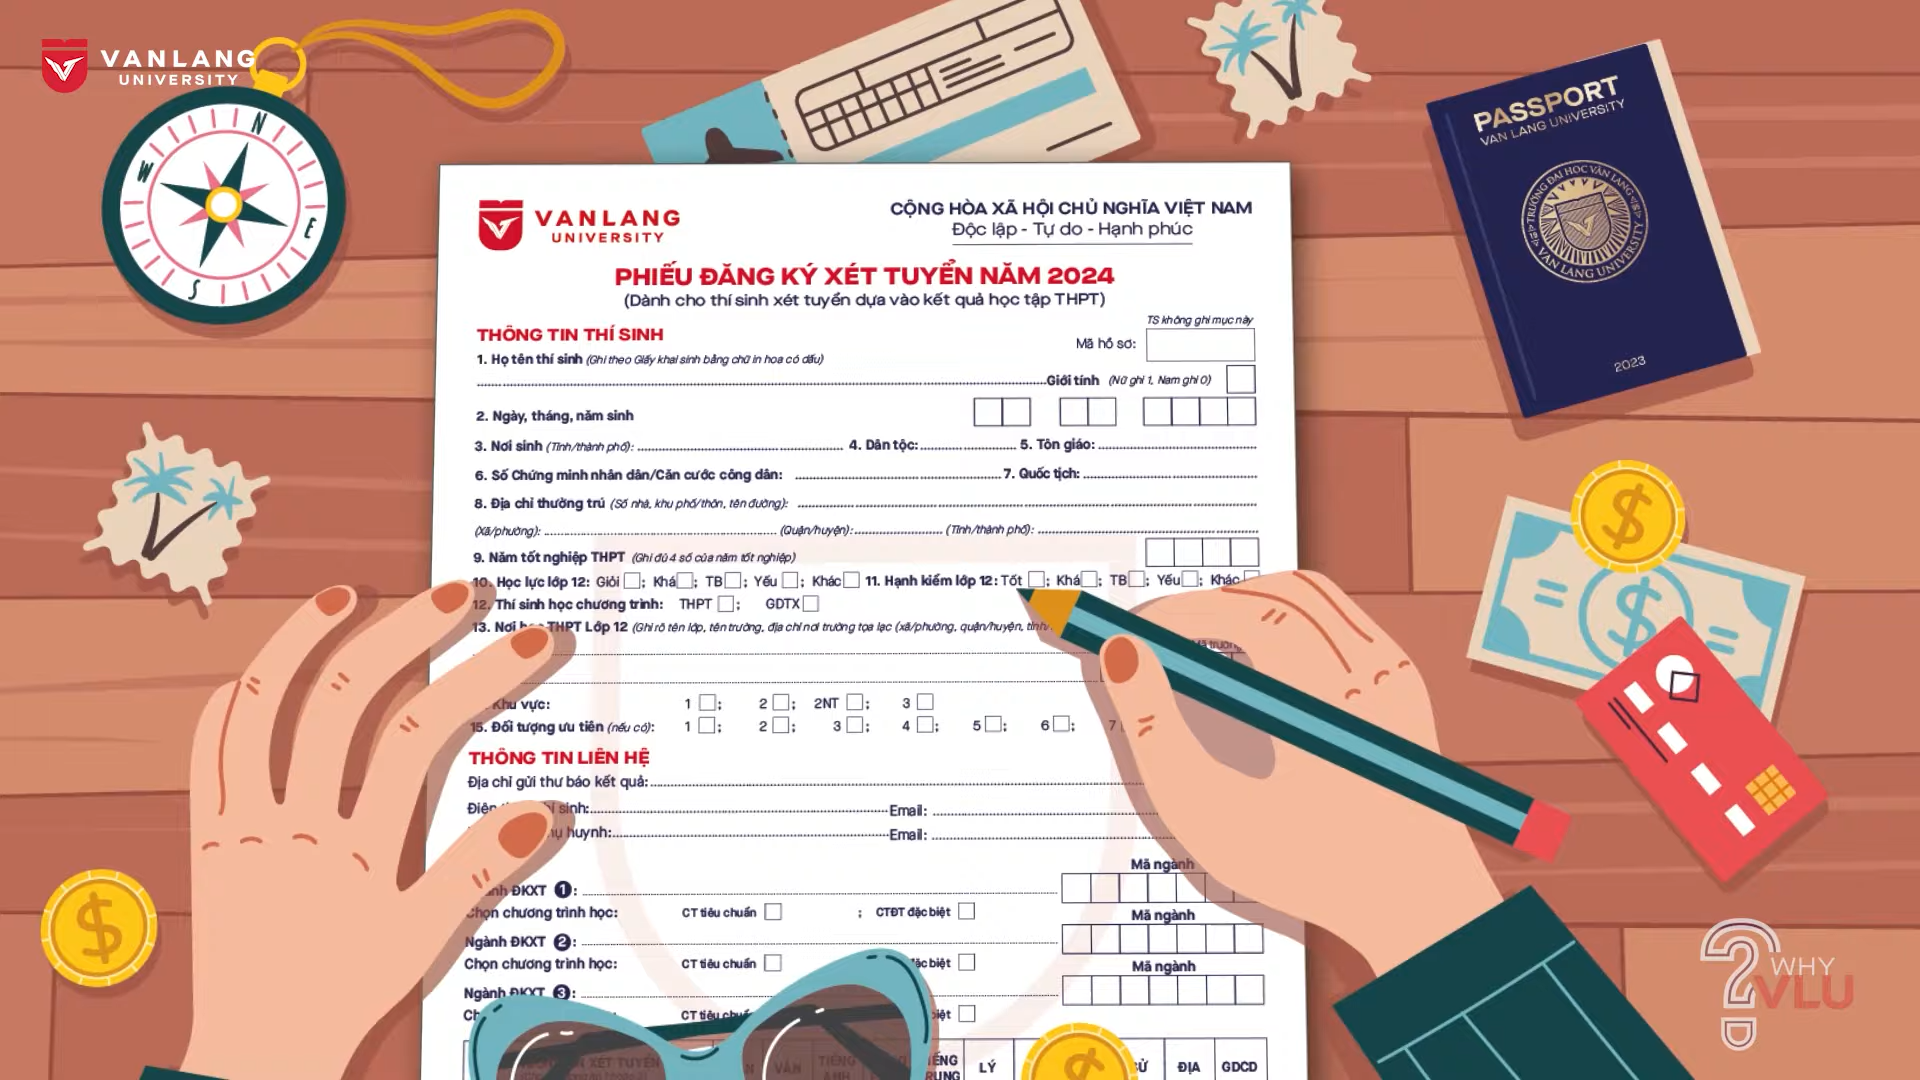 VANLANG
UNIVERSITY
N
W
E
S
PASSPORT
VAN LANG UNIVERSITY
TRƯỜNG ĐẠI HỌC VĂN LANG
VAN LANG UNIVERSITY
2023
VANLANG
UNIVERSITY
CỘNG HÒA XÃ HỘI CHỦ NGHĨA VIỆT NAM
Độc lập - Tự do - Hạnh phúc
PHIẾU ĐĂNG KÝ XÉT TUYỂN NĂM 2024
(Dành cho thí sinh xét tuyển dựa vào kết quả học tập THPT)
TS không ghi mục này
THÔNG TIN THÍ SINH
Mã hồ sơ:
1. Họ tên thí sinh (Ghi theo Giấy khai sinh bằng chữ in hoa có dấu)
Giới tính (Nữ ghi 1, Nam ghi 0)
2. Ngày, tháng, năm sinh
3. Nơi sinh (Tỉnh/thành phố): 4. Dân tộc: 5. Tôn giáo:
6. Số Chứng minh nhân dân/Căn cước công dân: 7. Quốc tịch:
8. Địa chỉ thường trú (Số nhà, khu phố/thôn, tên đường):
(Xã/phường): (Quận/huyện): (Tỉnh/thành phố):
9. Năm tốt nghiệp THPT (Ghi đủ 4 số của năm tốt nghiệp)
10. Học lực lớp 12: Giỏi ; Khá ; TB ; Yếu ; Khác 11. Hạnh kiểm lớp 12: Tốt ; Khá ; TB ; Yếu ; Khác
12. Thí sinh học chương trình: THPT ; GDTX
13. Nơi THPT Lớp 12 (Ghi rõ tên lớp, tên trường, địa chỉ nơi trường tọa lạc (xã/phường, quận/huyện, tỉnh/
Khu vực: 1 ; 2 ; 2NT ; 3
15. Đối tượng ưu tiên (nếu có): 1 ; 2 ; 3 ; 4 ; 5 ; 6 ; 7
THÔNG TIN LIÊN HỆ
Địa chỉ gửi thư báo kết quả:
Điện sinh: Email:
huynh: Email:
Mã ngành
ĐKXT 1:
Chọn chương trình học: CT tiêu chuẩn ; CTĐT đặc biệt
Mã ngành
Ngành ĐKXT 2:
Chọn chương trình học: CT tiêu chuẩn biệt
Mã ngành
Ngành ĐKXT 3:
CT tiêu biệt
XÉT TUYỂN VĂN TIẾNG LÝ ĐỊA GDCD
WHY
VLU